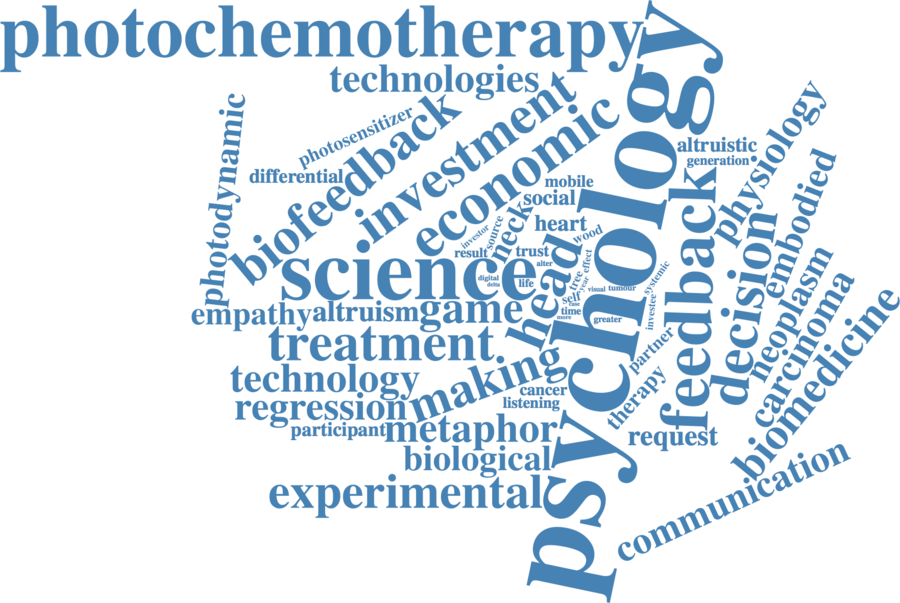 photochemotherapy
psychology
technologies
photodynamic
photosensitizer
differential
biofeedback
investment
economic
altruistic
generation
physiology
mobile
social
neck
source
investor
heart
wood
result
trust
alter
science
digital
delta
life
head
tree
year
effect
visual
tumour
systemic
investee
self
case
time
more
greater
feedback
decision
embodied
empathy
altruism
game
treatment
neoplasm
carcinoma
biomedicine
technology
making
partner
therapy
cancer
listening
regression
participant
metaphor
request
biological
experimental
communication